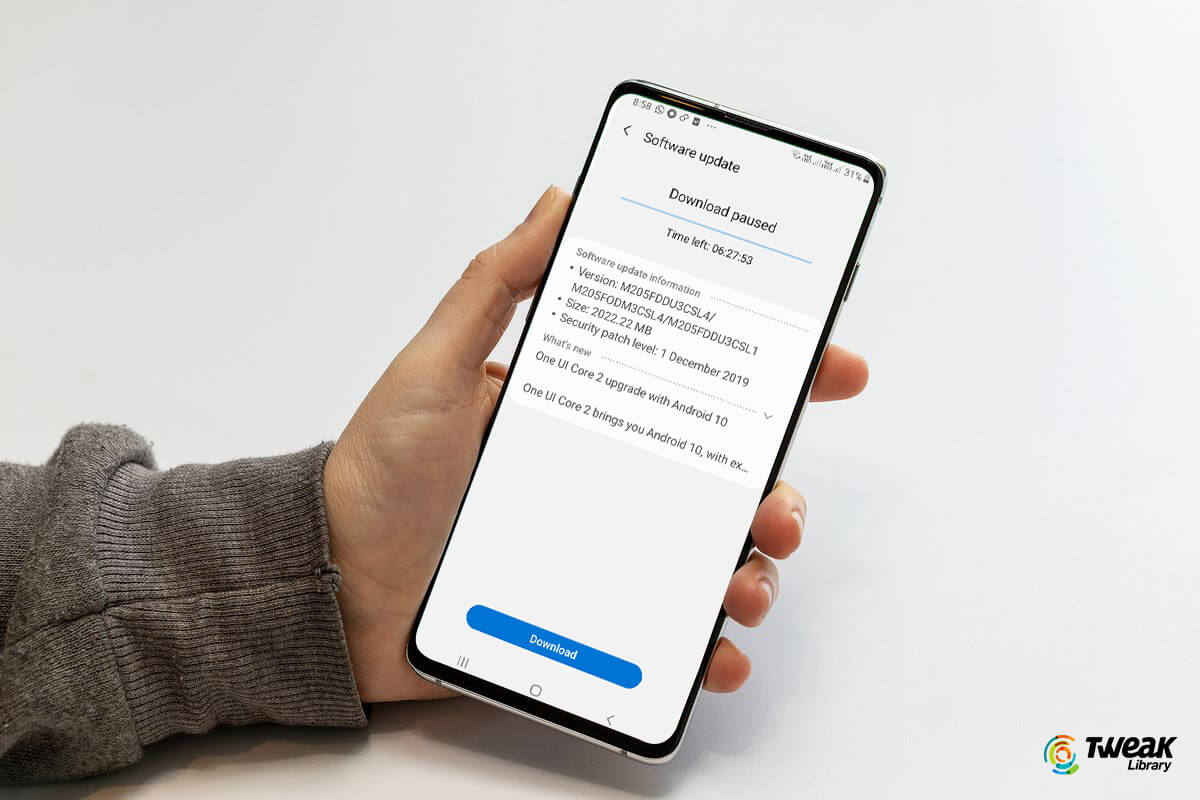 8:58
31%
Software update
Download paused
Time left: 06:27:53
Software update information
• Version: M205FDDU3CSL4/
M205FODM3CSL4/M205FDDU3CSL1
• Size: 2022.22 MB
• Security patch level: 1 December 2019
What's new
One UI Core 2 upgrade with Android 10
One UI Core 2 brings you Android 10, with ex...
Download
TWEAK
Library